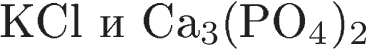 KCl и Ca₃(PO₄)₂